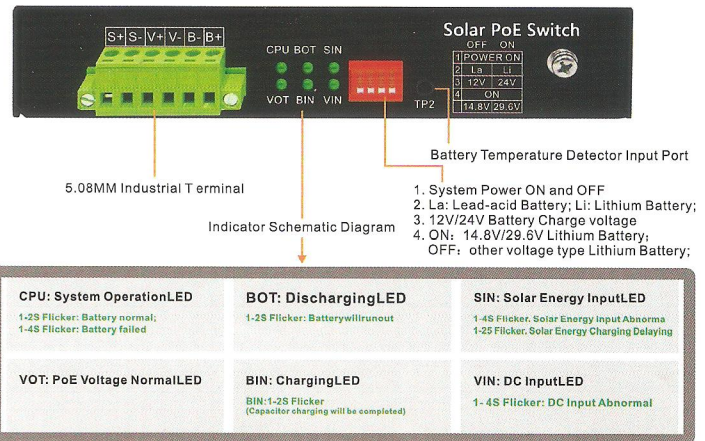 Solar PoE Switch
S+ S- V+ V- B- B+
CPU BOT SIN
VOT BIN VIN
TP2
OFF ON
1 POWER ON
2 La Li
3 12V 24V
4 ON
14.8V 29.6V
Battery Temperature Detector Input Port
5.08MM Industrial T erminal
Indicator Schematic Diagram
1. System Power ON and OFF
2. La: Lead-acid Battery; Li: Lithium Battery;
3. 12V/24V Battery Charge voltage
4. ON: 14.8V/29.6V Lithium Battery;
OFF: other voltage type Lithium Battery;
CPU: System OperationLED
1-2S Flicker: Battery normal;
1-4S Flicker: Battery failed
BOT: DischargingLED
1-2S Flicker: Batterywillrunout
SIN: Solar Energy InputLED
1-4S Flicker. Solar Energy Input Abnorma
1-25 Flicker. Solar Energy Charging Delaying
VOT: PoE Voltage NormalLED
BIN: ChargingLED
BIN:1-2S Flicker
(Capacitor charging will be completed)
VIN: DC InputLED
1- 4S Flicker: DC Input Abnormal